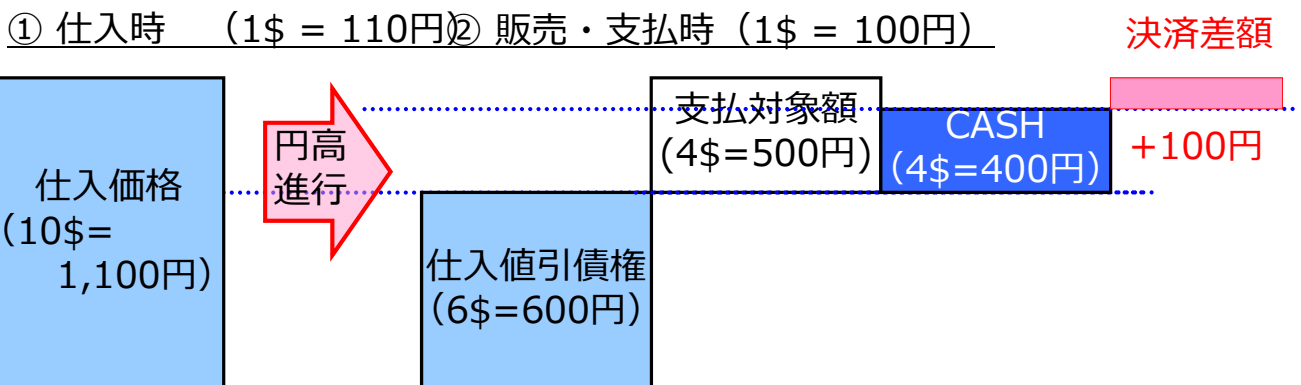 ① 仕入時　（1$ = 110円）
② 販売・支払時（1$ = 100円）
決済差額
仕入価格
（10$=
1,100円）
円高
進行
仕入値引債権
（6$=600円）
支払対象額
（4$=500円）
CASH
（4$=400円）
+100円